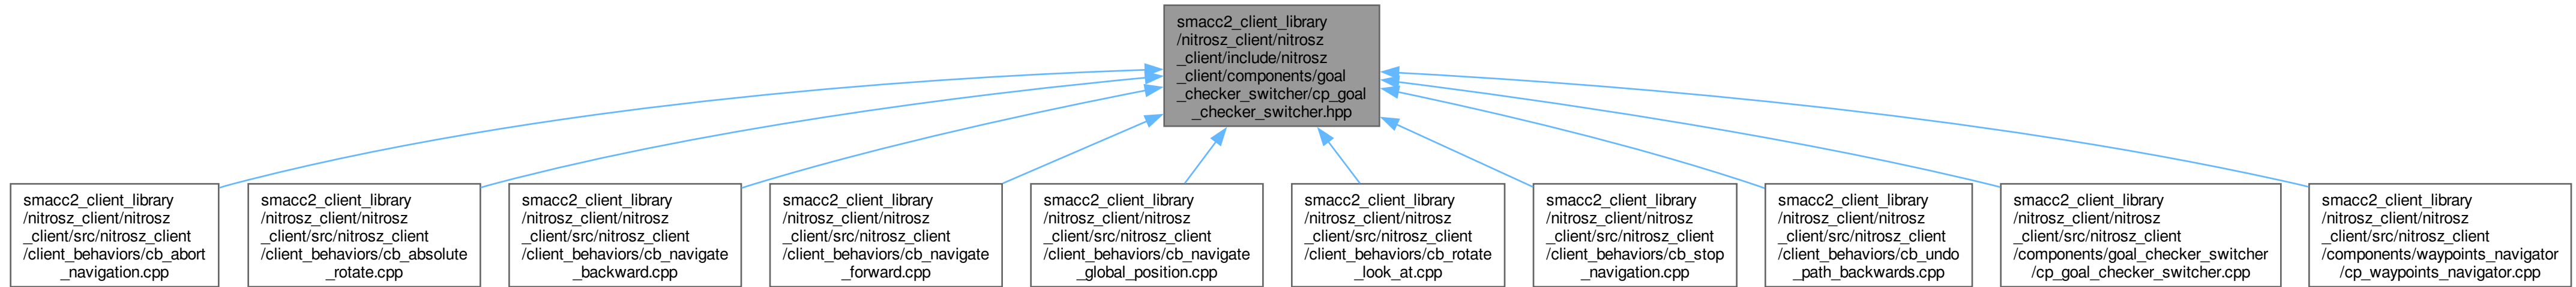 smacc2_client_library
/nitrosz_client/nitrosz
_client/include/nitrosz
_client/components/goal
_checker_switcher/cp_goal
_checker_switcher.hpp
smacc2_client_library
/nitrosz_client/nitrosz
_client/src/nitrosz_client
/client_behaviors/cb_abort
_navigation.cpp
smacc2_client_library
/nitrosz_client/nitrosz
_client/src/nitrosz_client
/client_behaviors/cb_absolute
_rotate.cpp
smacc2_client_library
/nitrosz_client/nitrosz
_client/src/nitrosz_client
/client_behaviors/cb_navigate
_backward.cpp
smacc2_client_library
/nitrosz_client/nitrosz
_client/src/nitrosz_client
/client_behaviors/cb_navigate
_forward.cpp
smacc2_client_library
/nitrosz_client/nitrosz
_client/src/nitrosz_client
/client_behaviors/cb_navigate
_global_position.cpp
smacc2_client_library
/nitrosz_client/nitrosz
_client/src/nitrosz_client
/client_behaviors/cb_rotate
_look_at.cpp
smacc2_client_library
/nitrosz_client/nitrosz
_client/src/nitrosz_client
/client_behaviors/cb_stop
_navigation.cpp
smacc2_client_library
/nitrosz_client/nitrosz
_client/src/nitrosz_client
/client_behaviors/cb_undo
_path_backwards.cpp
smacc2_client_library
/nitrosz_client/nitrosz
_client/src/nitrosz_client
/components/goal_checker_switcher
/cp_goal_checker_switcher.cpp
smacc2_client_library
/nitrosz_client/nitrosz
_client/src/nitrosz_client
/components/waypoints_navigator
/cp_waypoints_navigator.cpp